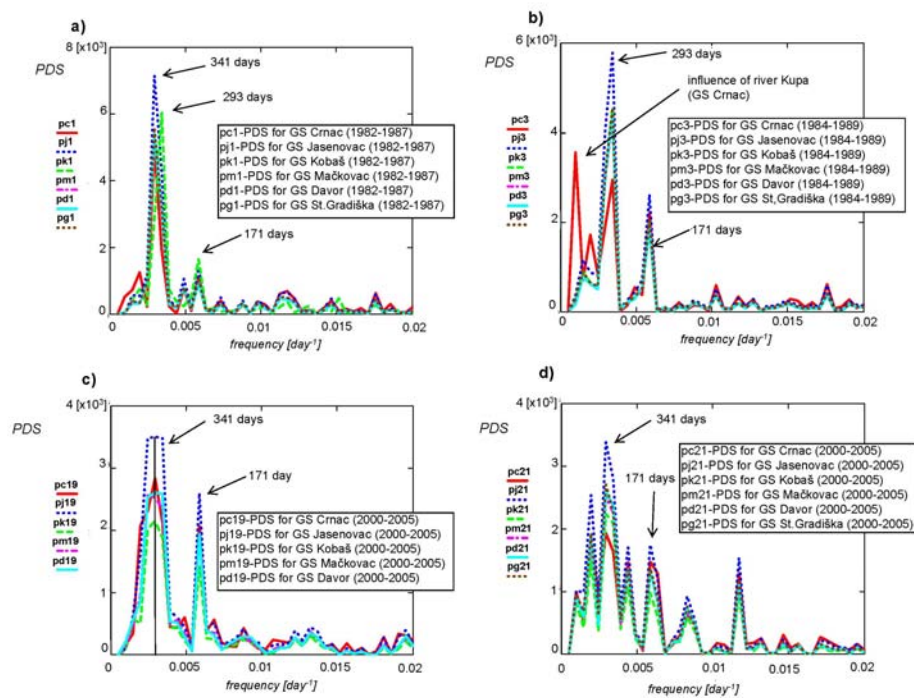 a)
8 [x10³]
PDS
341 days
293 days
pc1
pj1
pk1
pm1
pd1
pg1
pc1-PDS for GS Crnac (1982-1987)
pj1-PDS for GS Jasenovac (1982-1987)
pk1-PDS for GS Kobaš (1982-1987)
pm1-PDS for GS Mačkovac (1982-1987)
pd1-PDS for GS Davor (1982-1987)
pg1-PDS for GS St.Gradiška (1982-1987)
171 days
6
4
2
0
0
0.005
0.01
0.015
0.02
frequency [day⁻¹]
b)
6 [x10³]
PDS
293 days
influence of river Kupa
(GS Crnac)
pc3
pj3
pk3
pm3
pd3
pg3
pc3-PDS for GS Crnac (1984-1989)
pj3-PDS for GS Jasenovac (1984-1989)
pk3-PDS for GS Kobaš (1984-1989)
pm3-PDS for GS Mačkovac (1984-1989)
pd3-PDS for GS Davor (1984-1989)
pg3-PDS for GS St,Gradiška (1984-1989)
171 days
4
2
0
0
0.005
0.01
0.015
0.02
frequency [day⁻¹]
c)
4 [x10³]
PDS
341 days
171 day
pc19
pj19
pk19
pm19
pd19
pc19-PDS for GS Crnac (2000-2005)
pj19-PDS for GS Jasenovac (2000-2005)
pk19-PDS for GS Kobaš (2000-2005)
pm19-PDS for GS Mačkovac (2000-2005)
pd19-PDS for GS Davor (2000-2005)
3
2
1
0
0
0.005
0.01
0.015
0.02
frequency [day⁻¹]
d)
4 [x10³]
PDS
341 days
171 days
pc21
pj21
pk21
pm21
pd21
pg21
pc21-PDS for GS Crnac (2000-2005)
pj21-PDS for GS Jasenovac (2000-2005)
pk21-PDS for GS Kobaš (2000-2005)
pm21-PDS for GS Mačkovac (2000-2005)
pd21-PDS for GS Davor (2000-2005)
pg21-PDS for GS St.Gradiška (2000-2005)
3
2
1
0
0
0.005
0.01
0.015
0.02
frequency [day⁻¹]